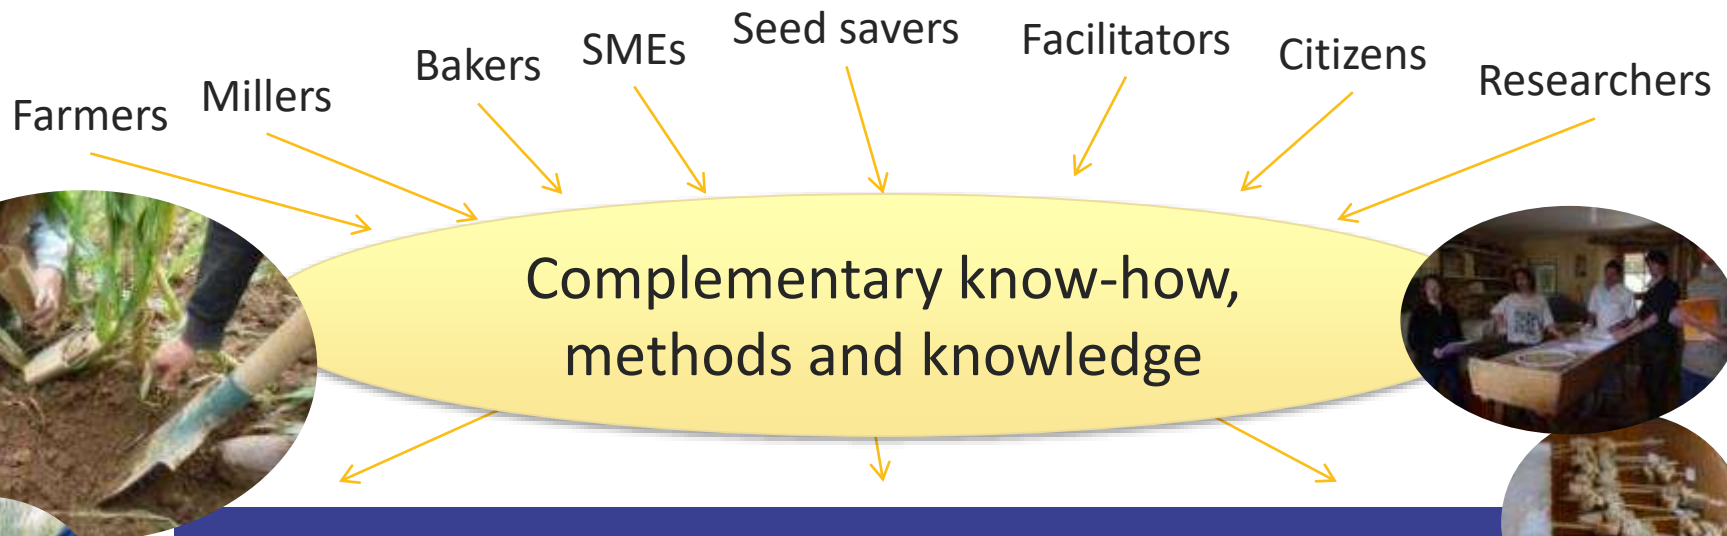 Farmers
Millers
Bakers
SMEs
Seed savers
Facilitators
Citizens
Researchers
Complementary know-how,
methods and knowledge